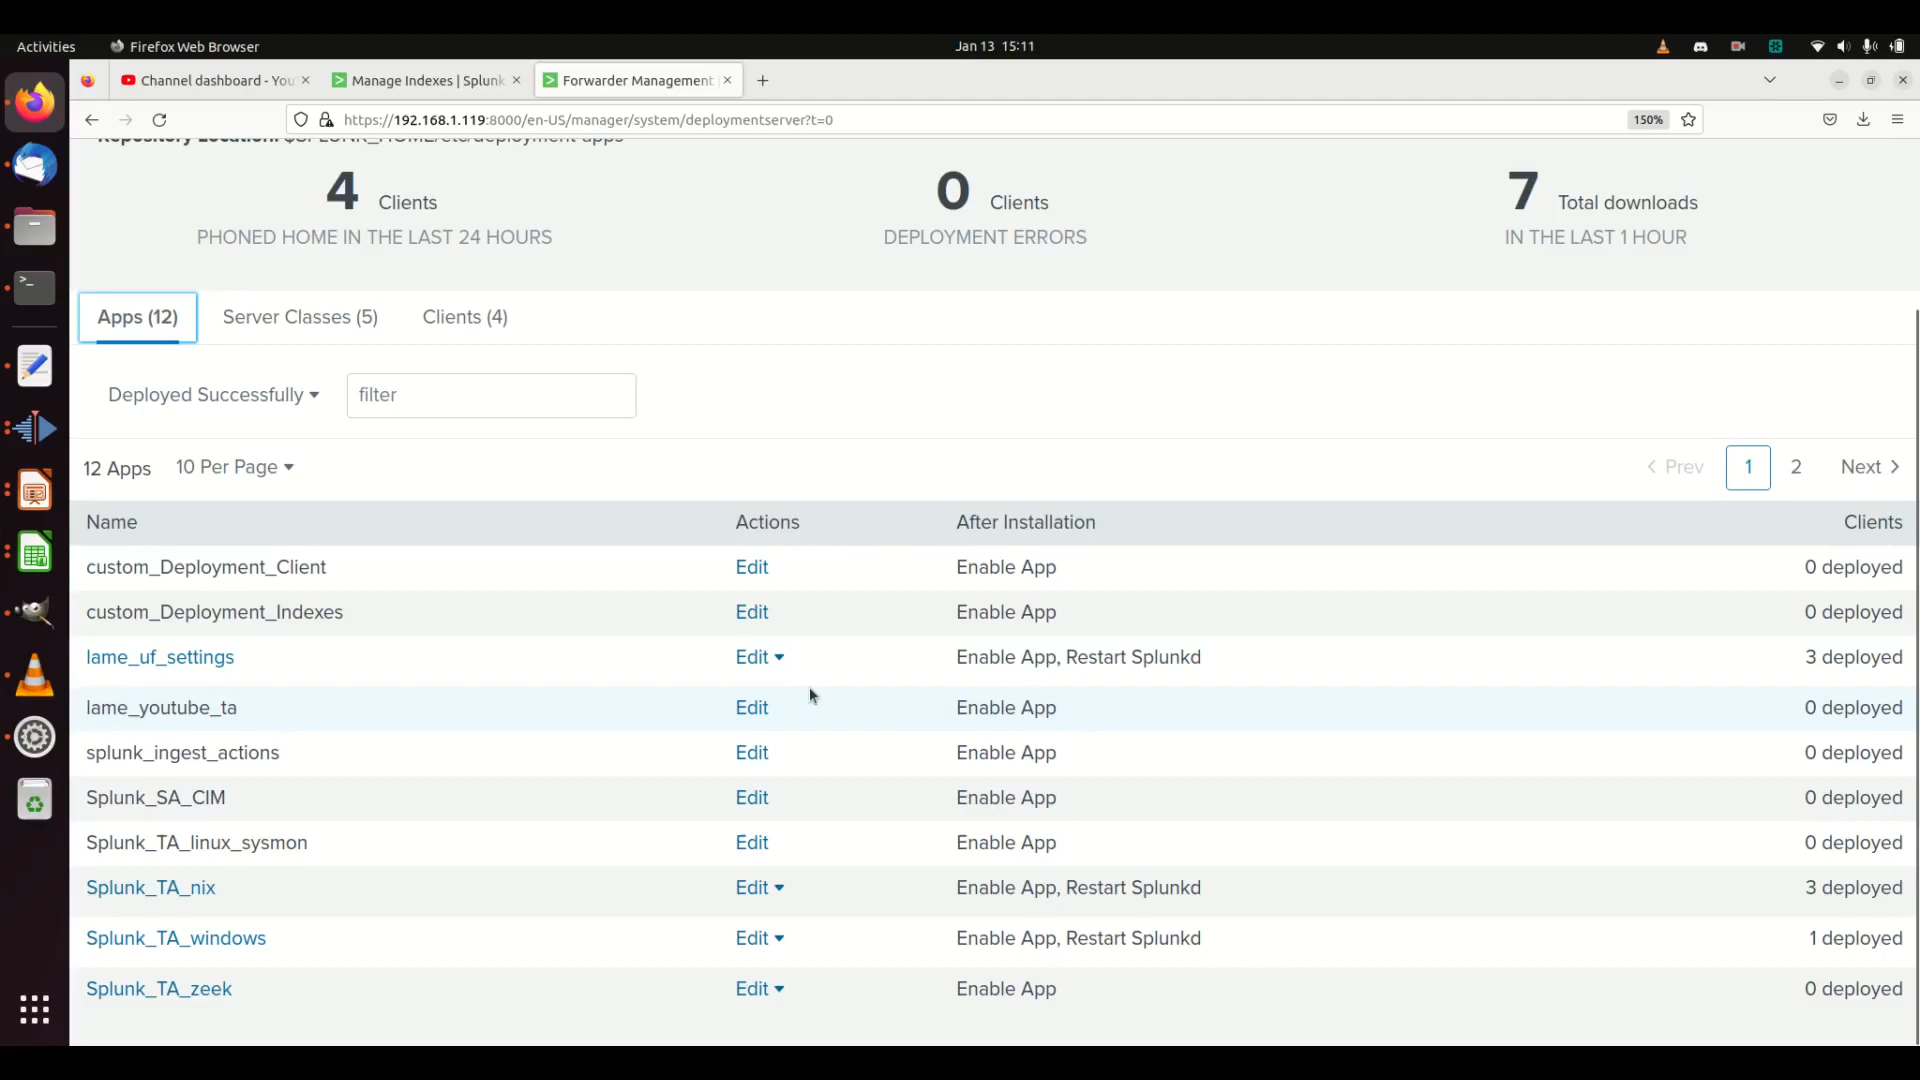 Activities Firefox Web Browser Jan 13 15:11
Channel dashboard - You Manage Indexes | Splunk Forwarder Management
https://192.168.1.119:8000/en-US/manager/system/deploymentserver?t=0 150%
Repository Location: $SPLUNK_HOME/etc/deployment-apps
4 Clients 0 Clients 7 Total downloads
PHONED HOME IN THE LAST 24 HOURS DEPLOYMENT ERRORS IN THE LAST 1 HOUR
Apps (12) Server Classes (5) Clients (4)
Deployed Successfully filter
12 Apps 10 Per Page Prev 1 2 Next
Name Actions After Installation Clients
custom_Deployment_Client Edit Enable App 0 deployed
custom_Deployment_Indexes Edit Enable App 0 deployed
lame_uf_settings Edit Enable App, Restart Splunkd 3 deployed
lame_youtube_ta Edit Enable App 0 deployed
splunk_ingest_actions Edit Enable App 0 deployed
Splunk_SA_CIM Edit Enable App 0 deployed
Splunk_TA_linux_sysmon Edit Enable App 0 deployed
Splunk_TA_nix Edit Enable App, Restart Splunkd 3 deployed
Splunk_TA_windows Edit Enable App, Restart Splunkd 1 deployed
Splunk_TA_zeek Edit Enable App 0 deployed